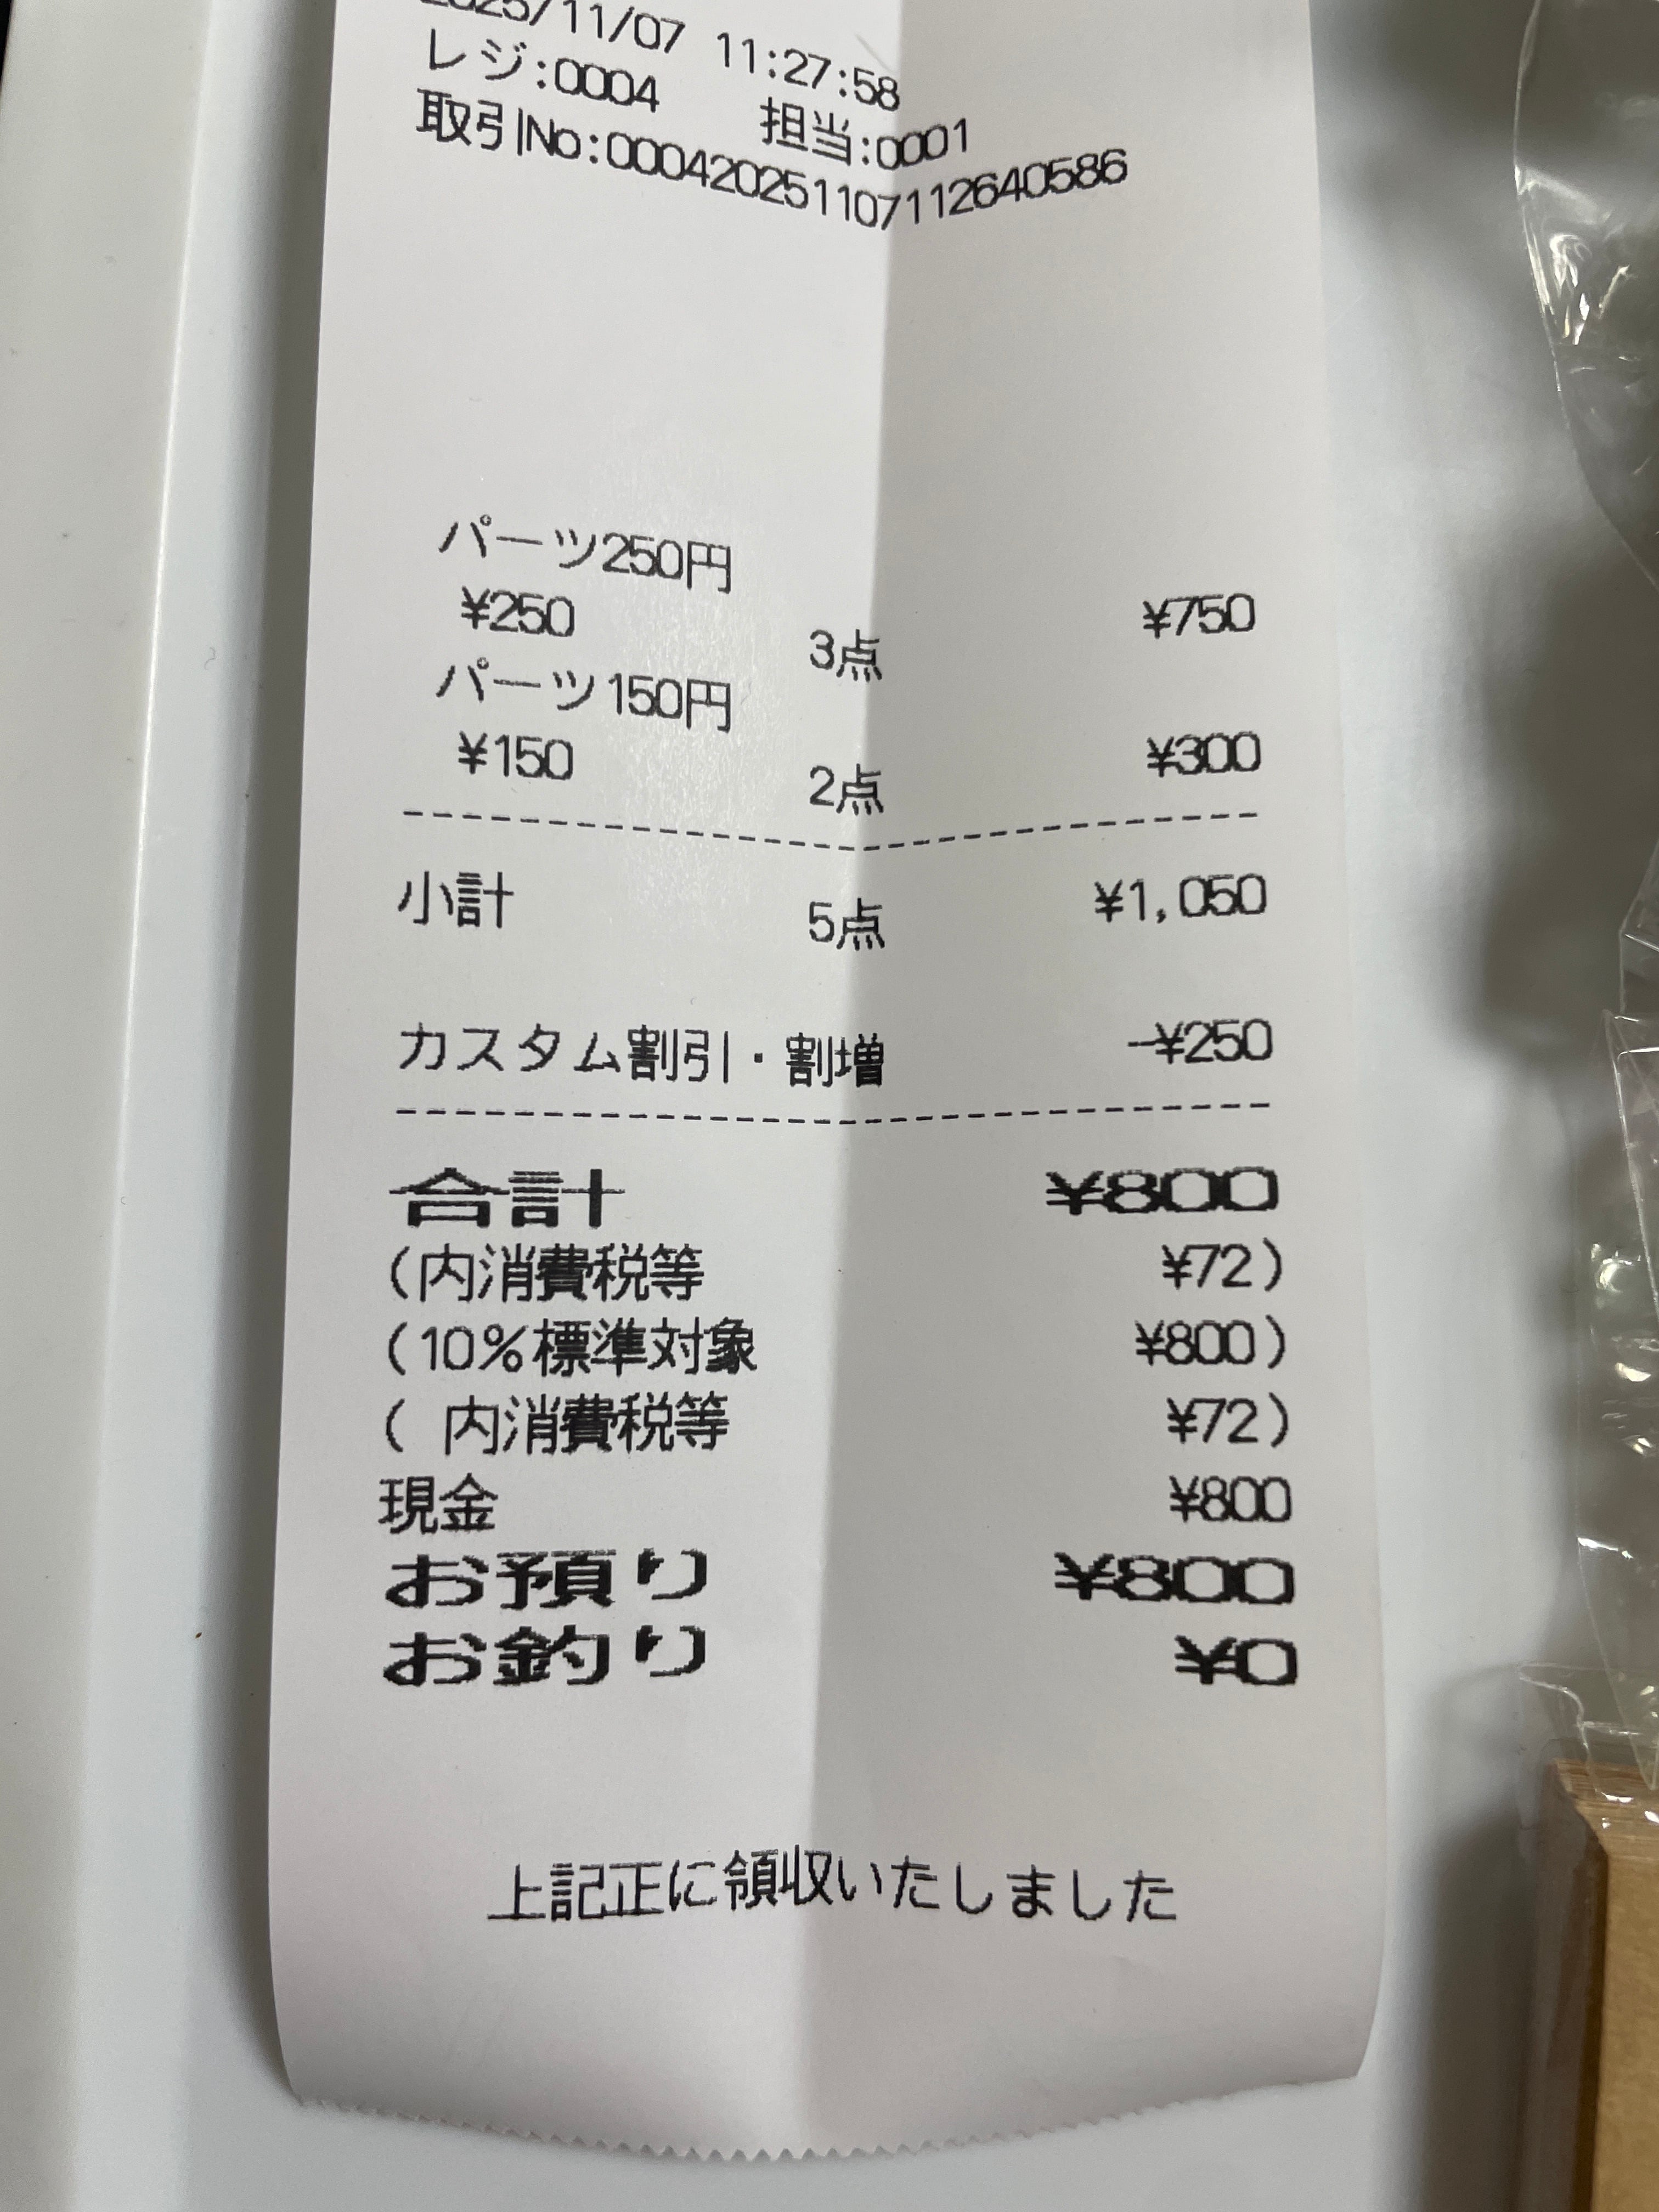 2025/11/07 11:27:58
レジ:0004 担当:0001
取引No:000420251107112640586
パーツ250円
¥250 3点 ¥750
パーツ150円
¥150 2点 ¥300
小計 5点 ¥1,050
カスタム割引・割増 -¥250
合計 ¥800
(内消費税等 ¥72)
(10%標準対象 ¥800)
( 内消費税等 ¥72)
現金 ¥800
お預り ¥800
お釣り ¥0
上記正に領収いたしました